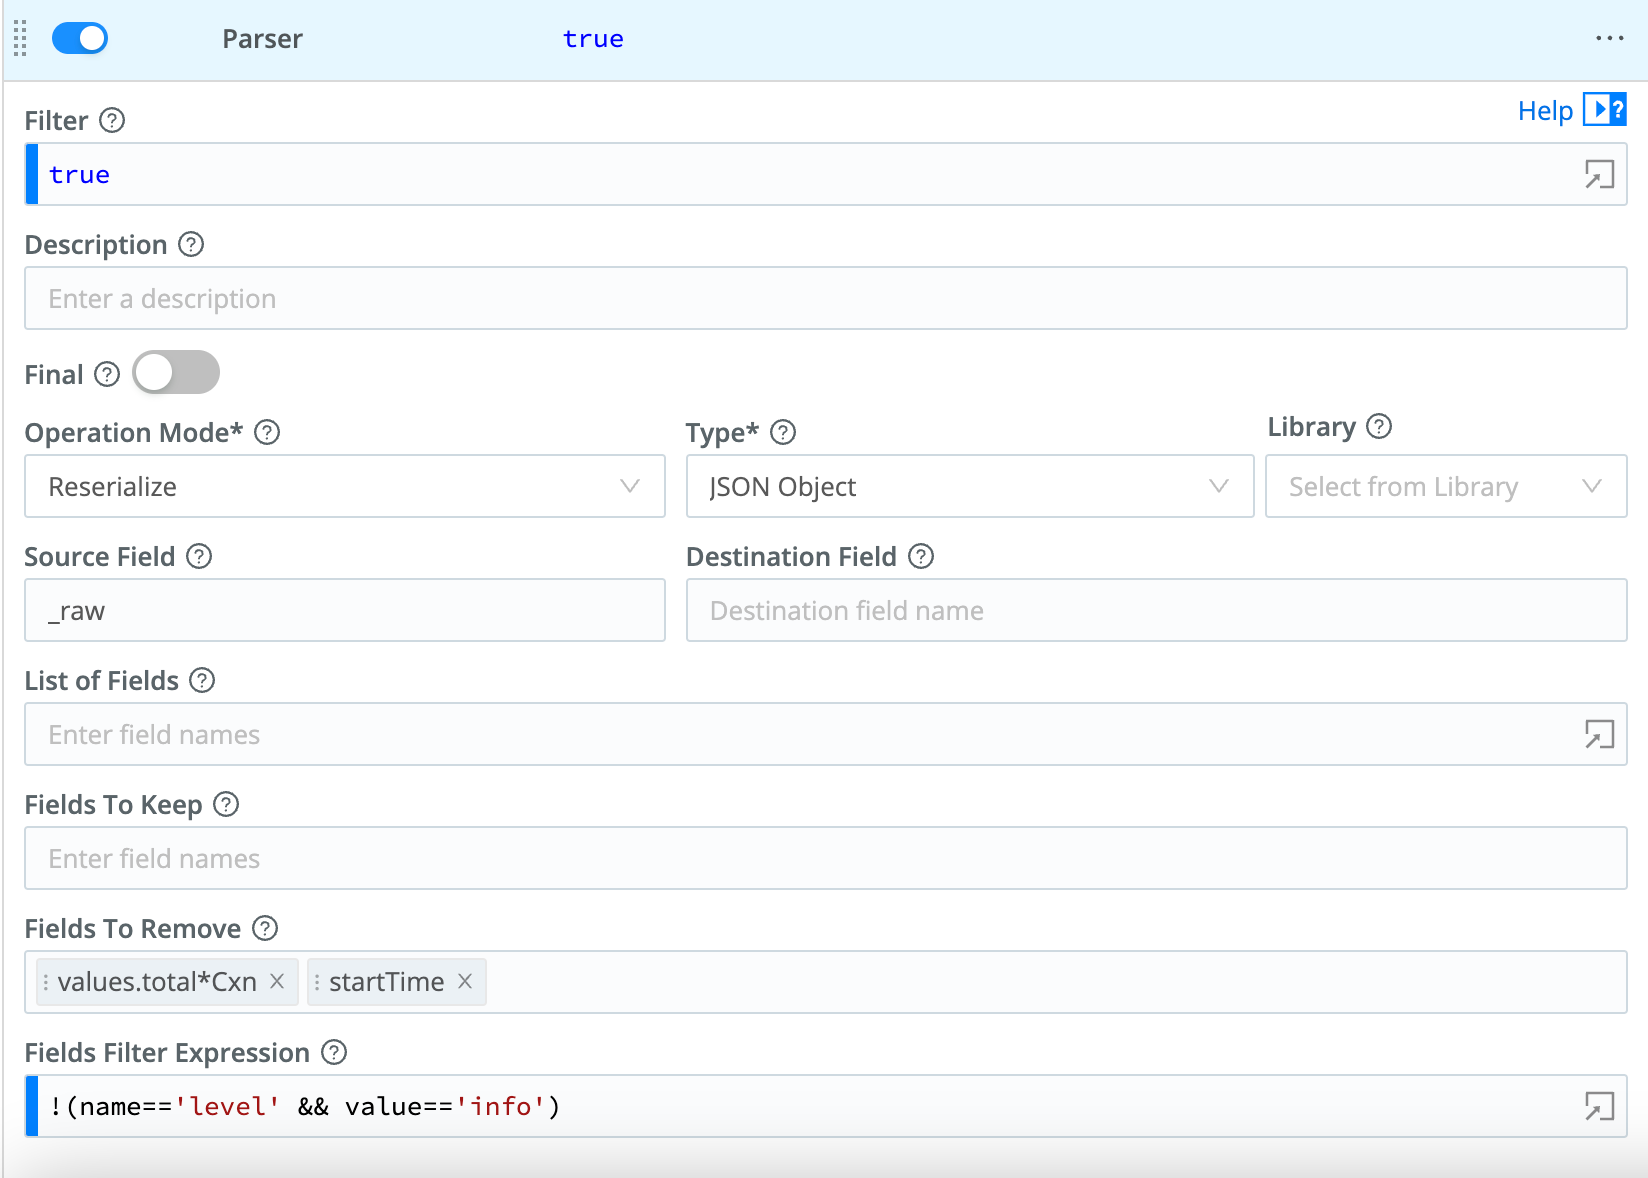 Parser true ...
Help
Filter
true
Description
Enter a description
Final
Operation Mode* Type* Library
Reserialize JSON Object Select from Library
Source Field Destination Field
_raw Destination field name
List of Fields
Enter field names
Fields To Keep
Enter field names
Fields To Remove
values.total*Cxn startTime
Fields Filter Expression
!(name=='level' && value=='info')